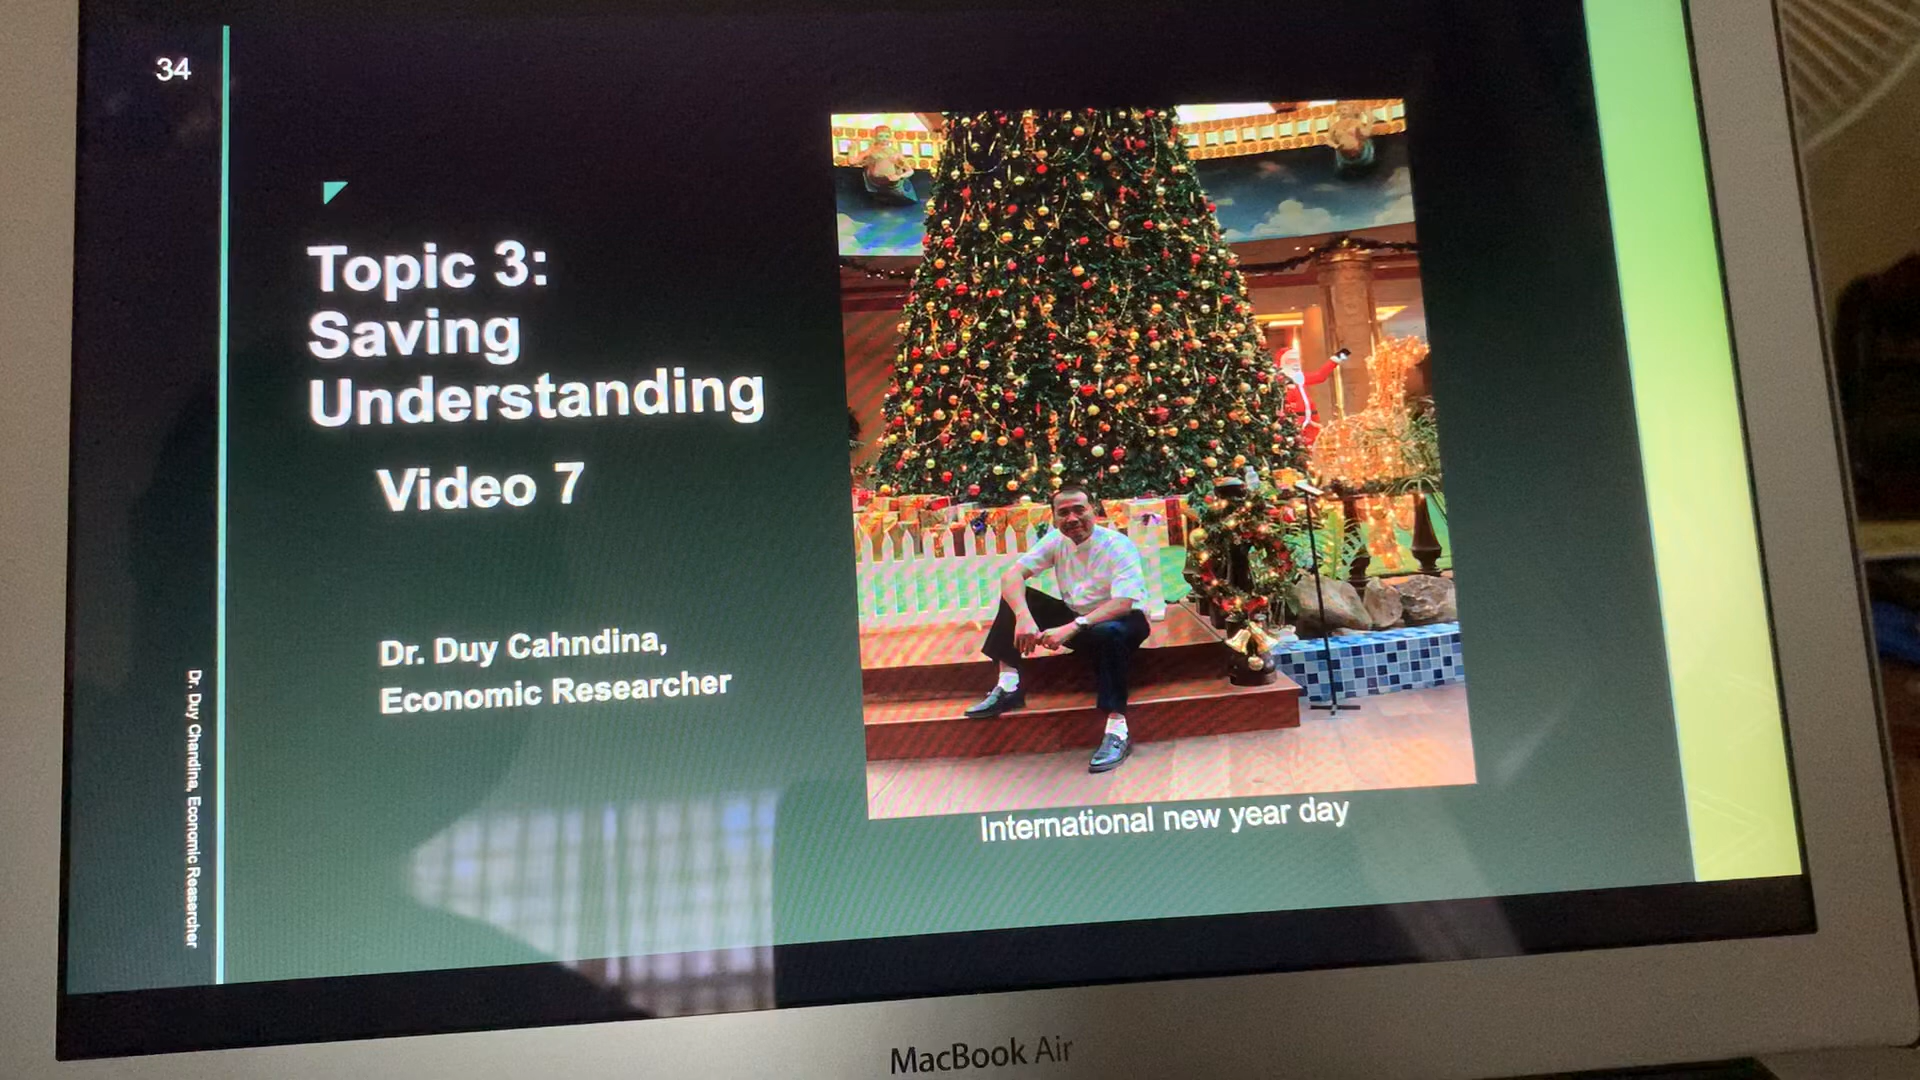 34
Topic 3:
Saving
Understanding
Video 7
Dr. Duy Cahndina,
Economic Researcher
International new year day
Dr. Duy Chandina, Economic Reasercher
MacBook Air